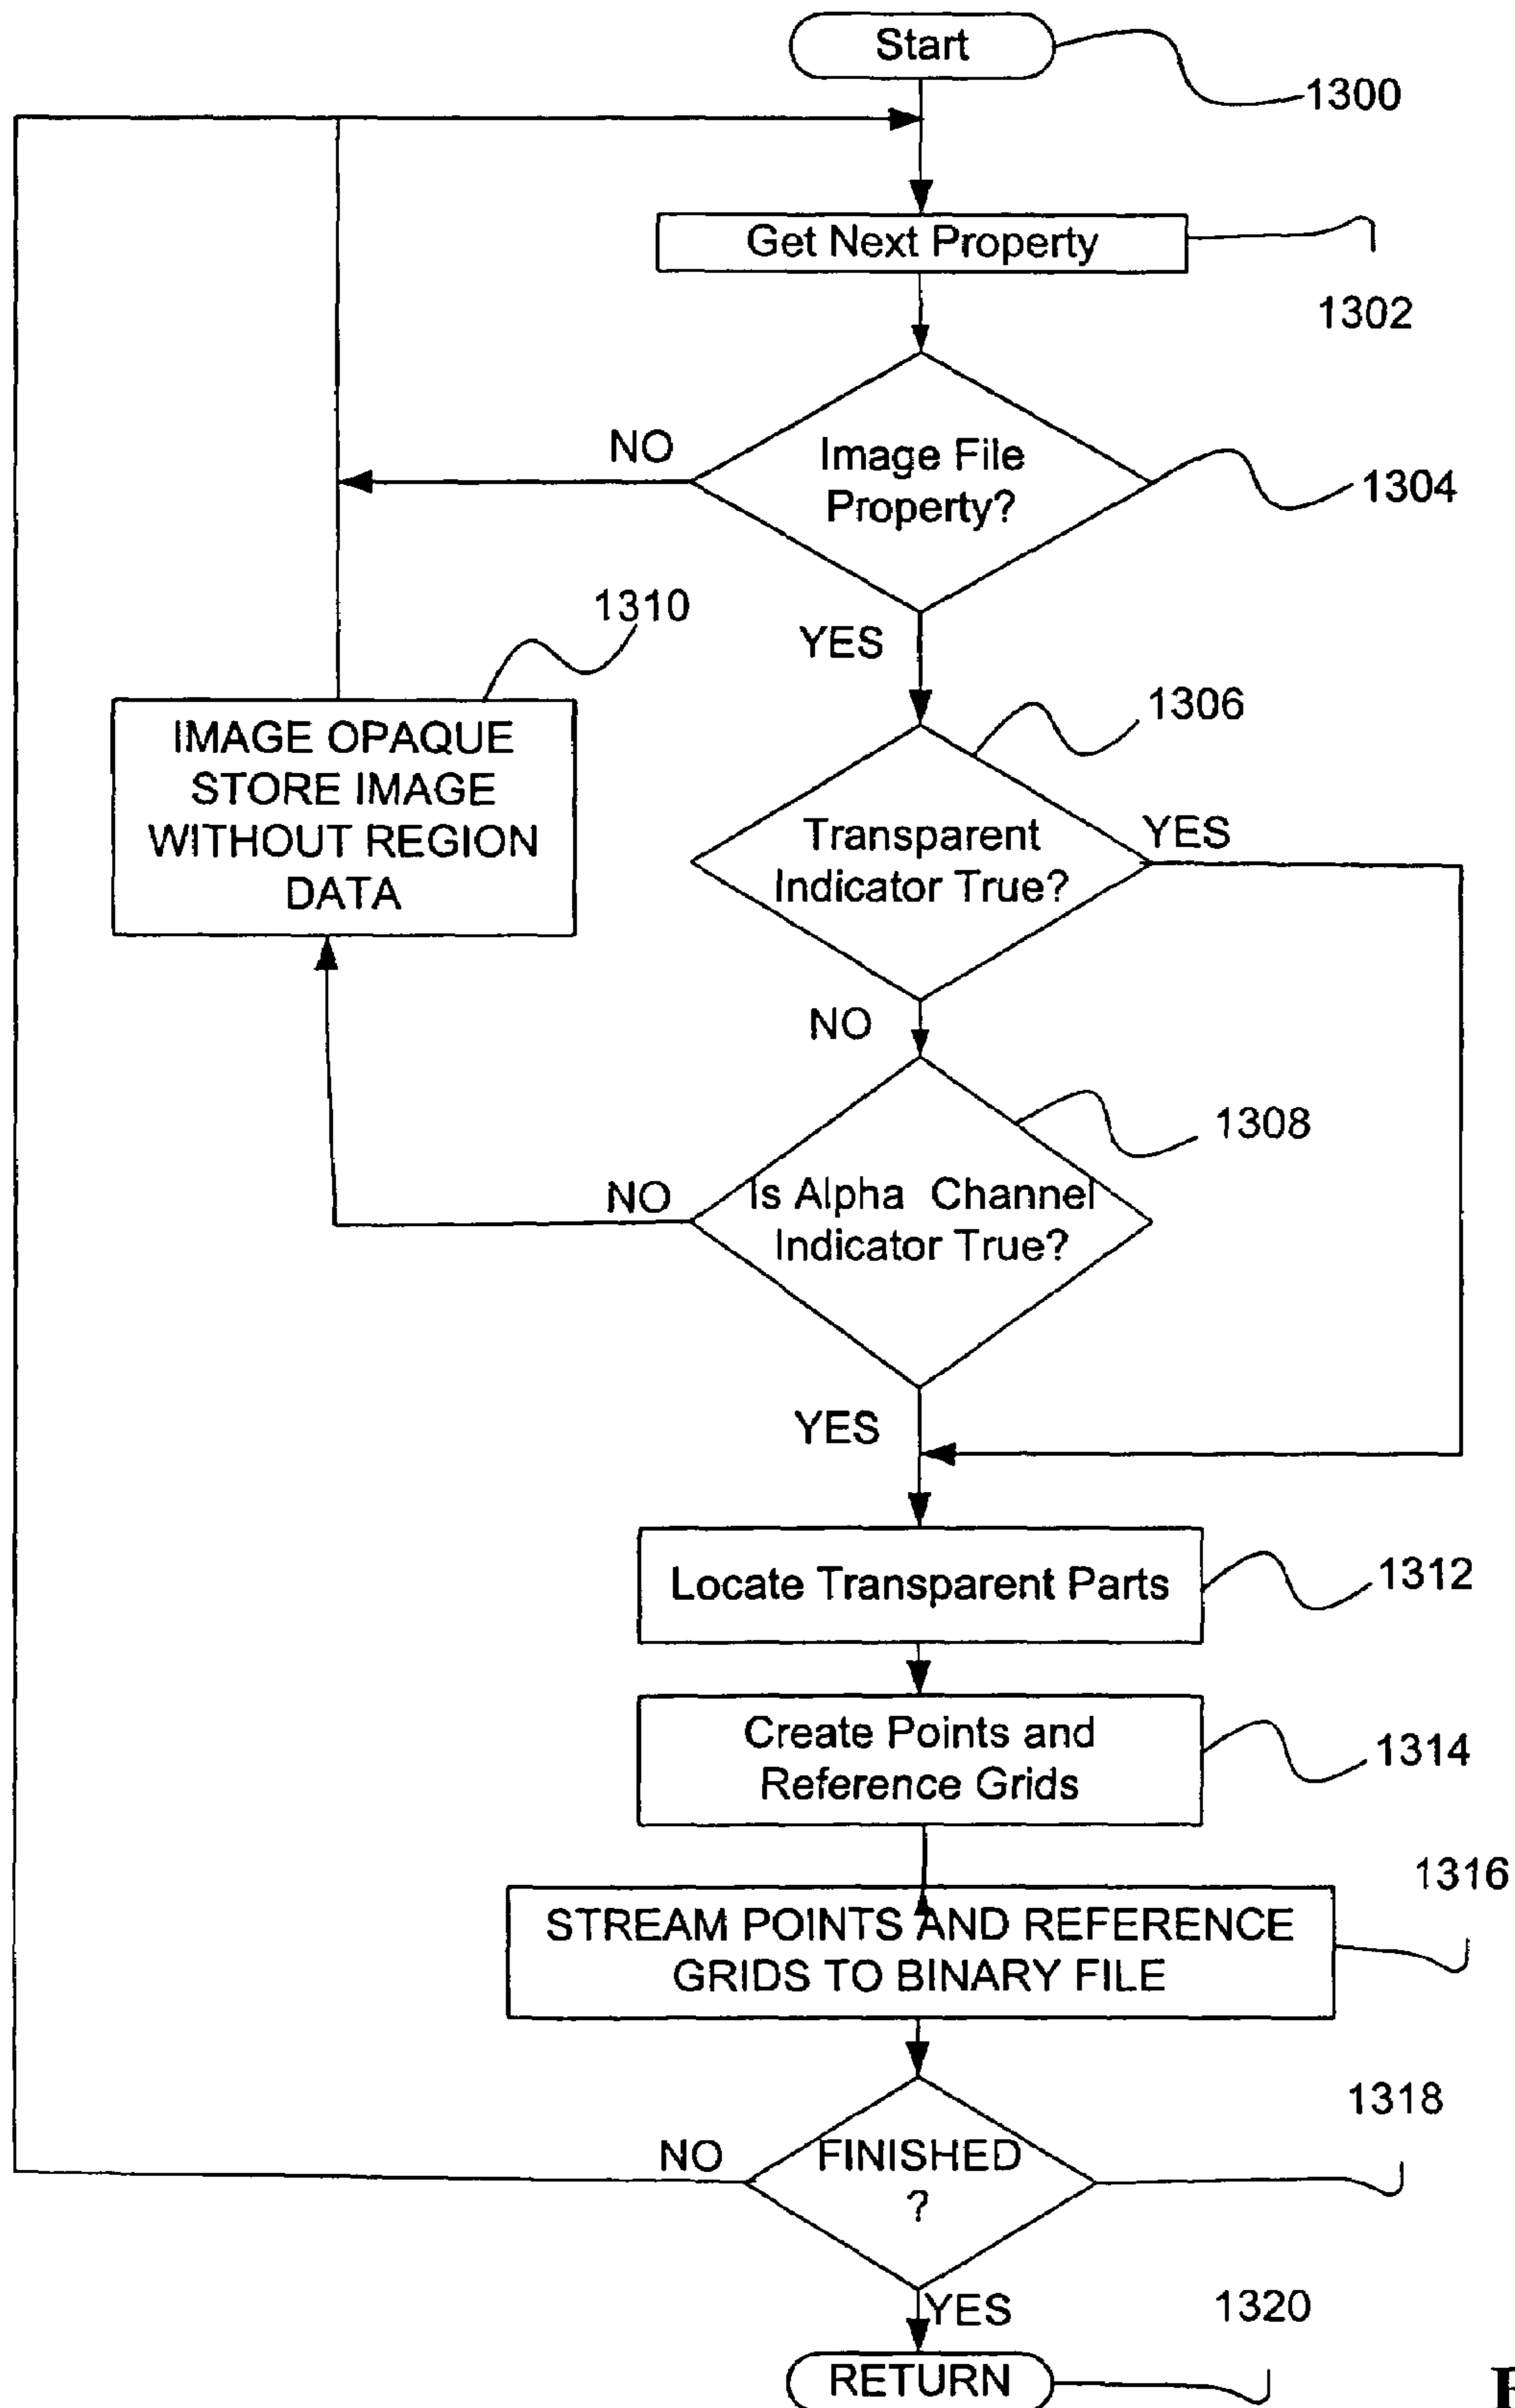 Start
1300
Get Next Property
1302
NO
Image File
Property?
1304
YES
1310
1306
IMAGE OPAQUE
STORE IMAGE
WITHOUT REGION
DATA
Transparent
Indicator True?
YES
NO
1308
NO
Is Alpha Channel
Indicator True?
YES
Locate Transparent Parts
1312
Create Points and
Reference Grids
1314
1316
STREAM POINTS AND REFERENCE
GRIDS TO BINARY FILE
1318
NO
FINISHED
?
YES
1320
RETURN